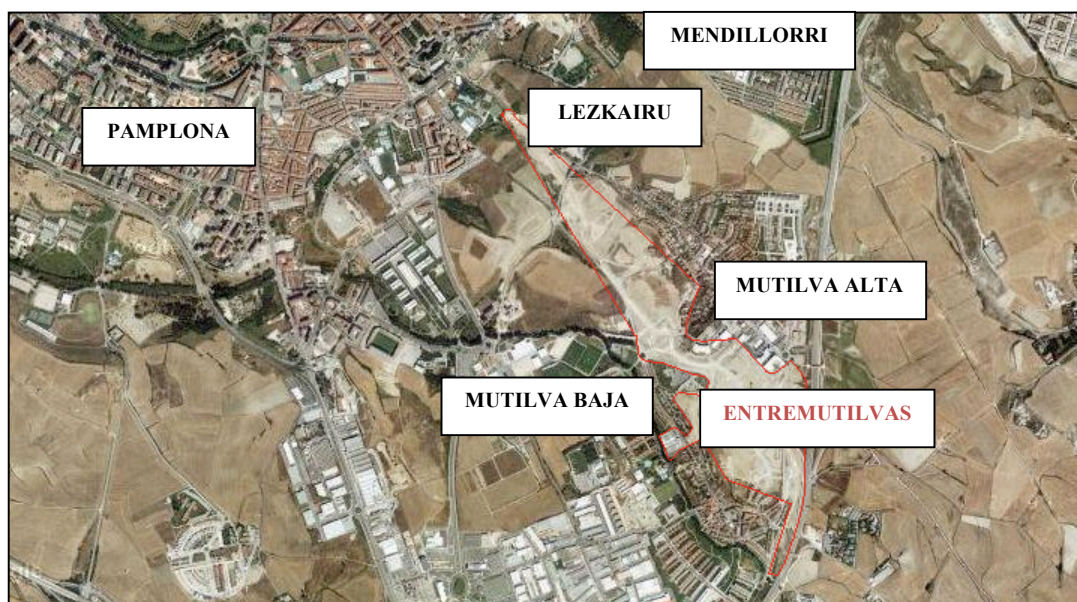 MENDILLORRI
LEZKAIRU
PAMPLONA
MUTILVA ALTA
MUTILVA BAJA
ENTREMUTILVAS